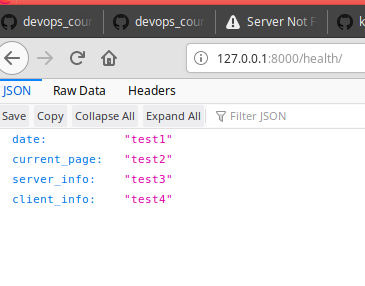 devops_cour devops_cour Server Not F k
127.0.0.1:8000/health/
JSON Raw Data Headers
Save Copy Collapse All Expand All Filter JSON
date: "test1"
current_page: "test2"
server_info: "test3"
client_info: "test4"